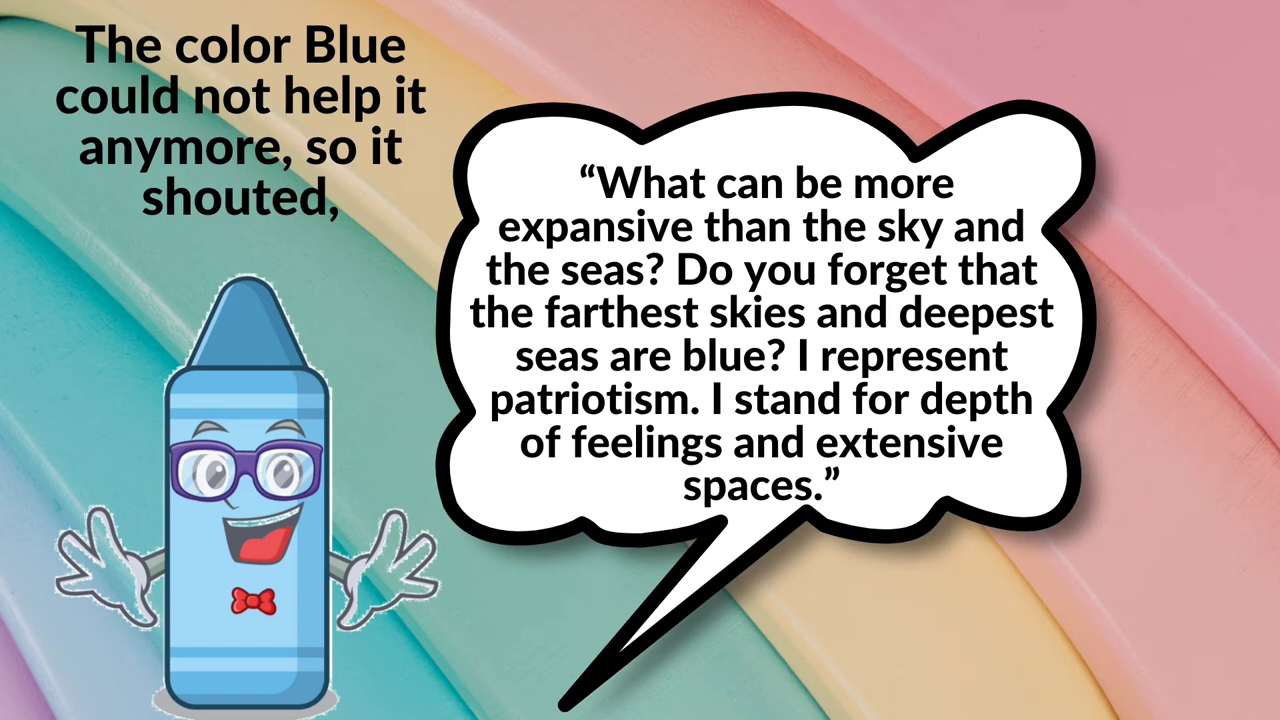 The color Blue
could not help it
anymore, so it
shouted,
“What can be more
expansive than the sky and
the seas? Do you forget that
the farthest skies and deepest
seas are blue? I represent
patriotism. I stand for depth
of feelings and extensive
spaces.”